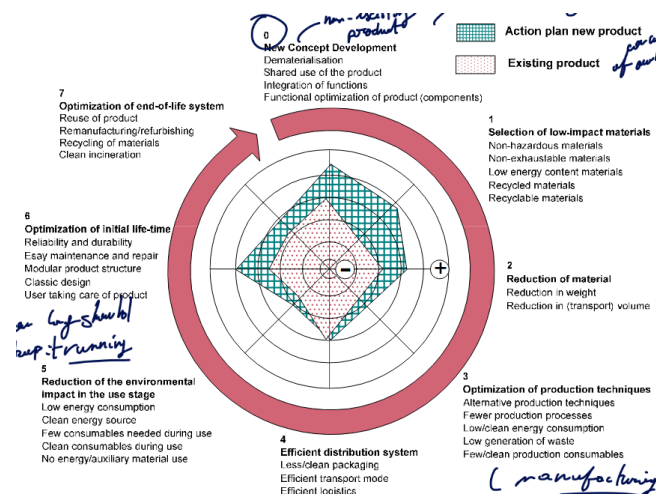 0
non-existing
product
New Concept Development
Dematerialisation
Shared use of the product
Integration of functions
Functional optimization of product (components)
Action plan new product
Existing product
of
7
Optimization of end-of-life system
Reuse of product
Remanufacturing/refurbishing
Recycling of materials
Clean incineration
1
Selection of low-impact materials
Non-hazardous materials
Non-exhaustable materials
Low energy content materials
Recycled materials
Recyclable materials
6
Optimization of initial life-time
Reliability and durability
Esay maintenance and repair
Modular product structure
Classic design
User taking care of product
long should
running
−
+
2
Reduction of material
Reduction in weight
Reduction in (transport) volume
5
Reduction of the environmental
impact in the use stage
Low energy consumption
Clean energy source
Few consumables needed during use
Clean consumables during use
No energy/auxiliary material use
4
Efficient distribution system
Less/clean packaging
Efficient transport mode
Efficient logistics
3
Optimization of production techniques
Alternative production techniques
Fewer production processes
Low/clean energy consumption
Low generation of waste
Few/clean production consumables
( manufacturing